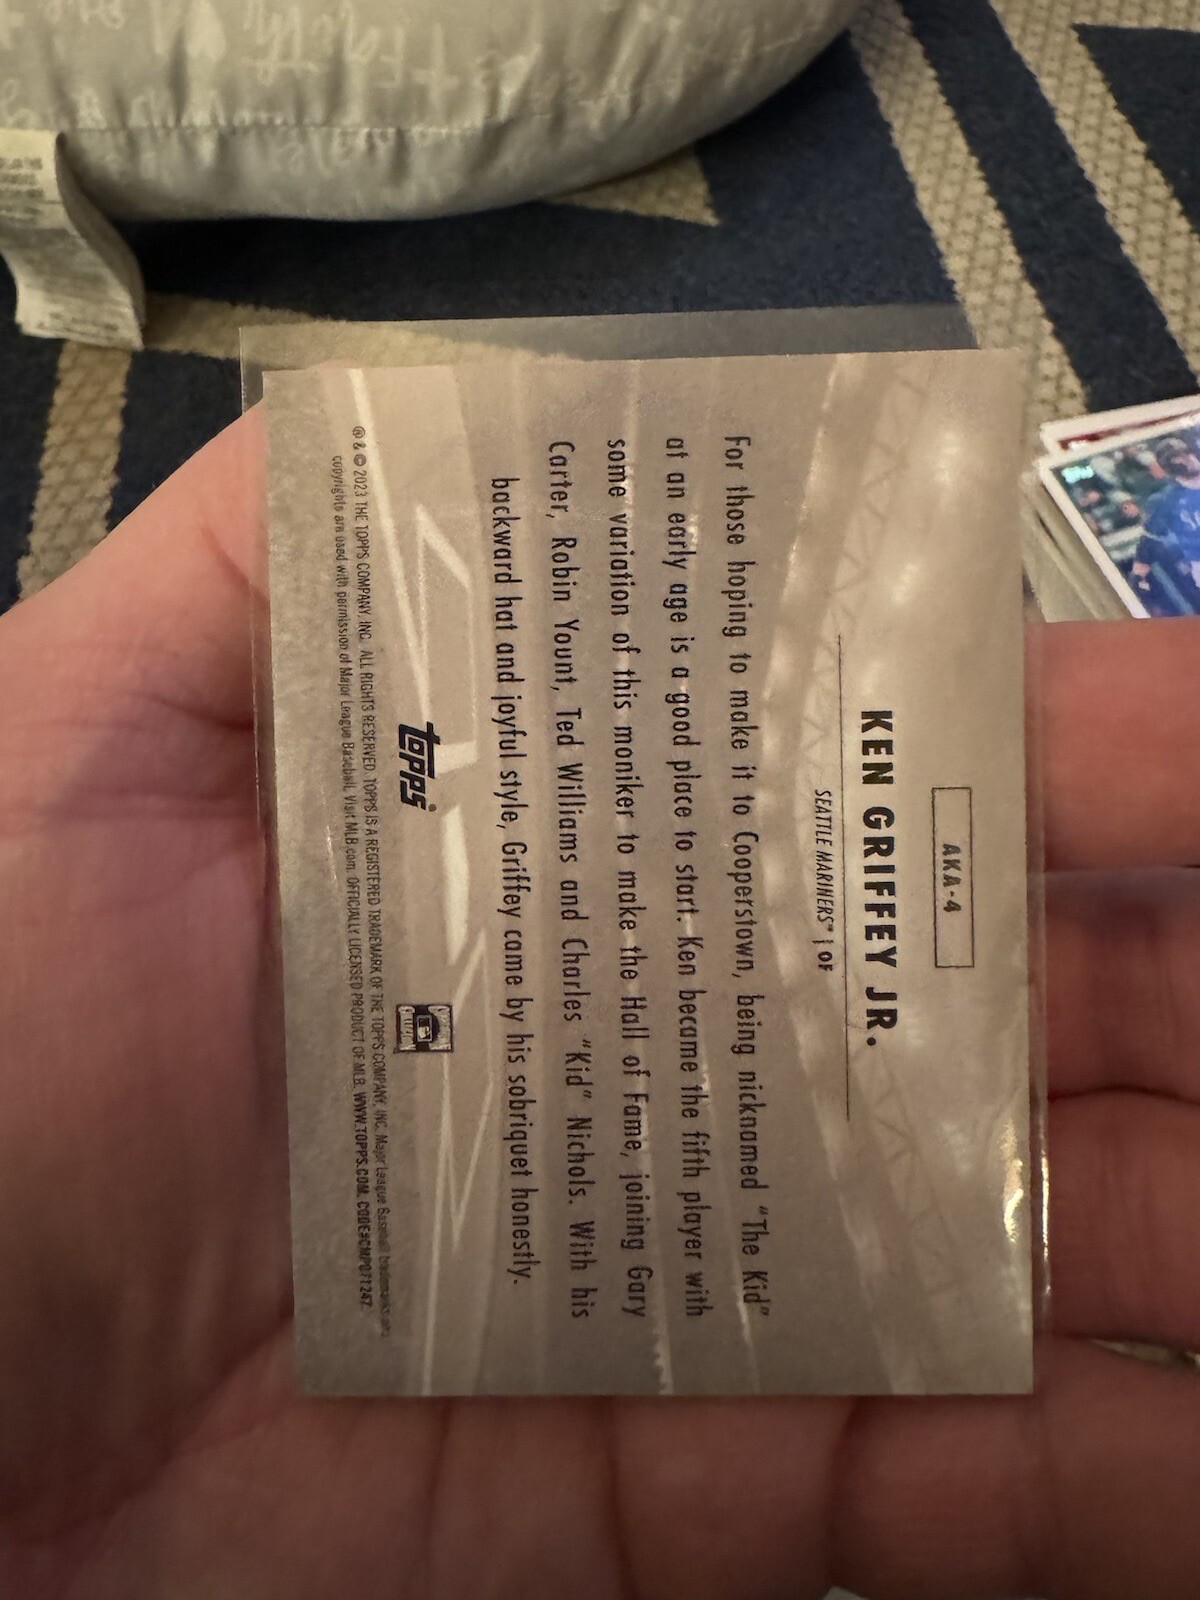 AKA-4
KEN GRIFFEY JR.
SEATTLE MARINERS™ | OF
For those hoping to make it to Cooperstown, being nicknamed "The Kid"
at an early age is a good place to start. Ken became the fifth player with
some variation of this moniker to make the Hall of Fame, joining Gary
Carter, Robin Yount, Ted Williams and Charles "Kid" Nichols. With his
backward hat and joyful style, Griffey came by his sobriquet honestly.
topps
COOPERSTOWN
COLLECTION
® & © 2023 THE TOPPS COMPANY, INC. ALL RIGHTS RESERVED. TOPPS IS A REGISTERED TRADEMARK OF THE TOPPS COMPANY, INC. Major League Baseball trademarks and
copyrights are used with permission of Major League Baseball. Visit MLB.com. OFFICIALLY LICENSED PRODUCT OF MLB. WWW.TOPPS.COM. CODE#CMP071247